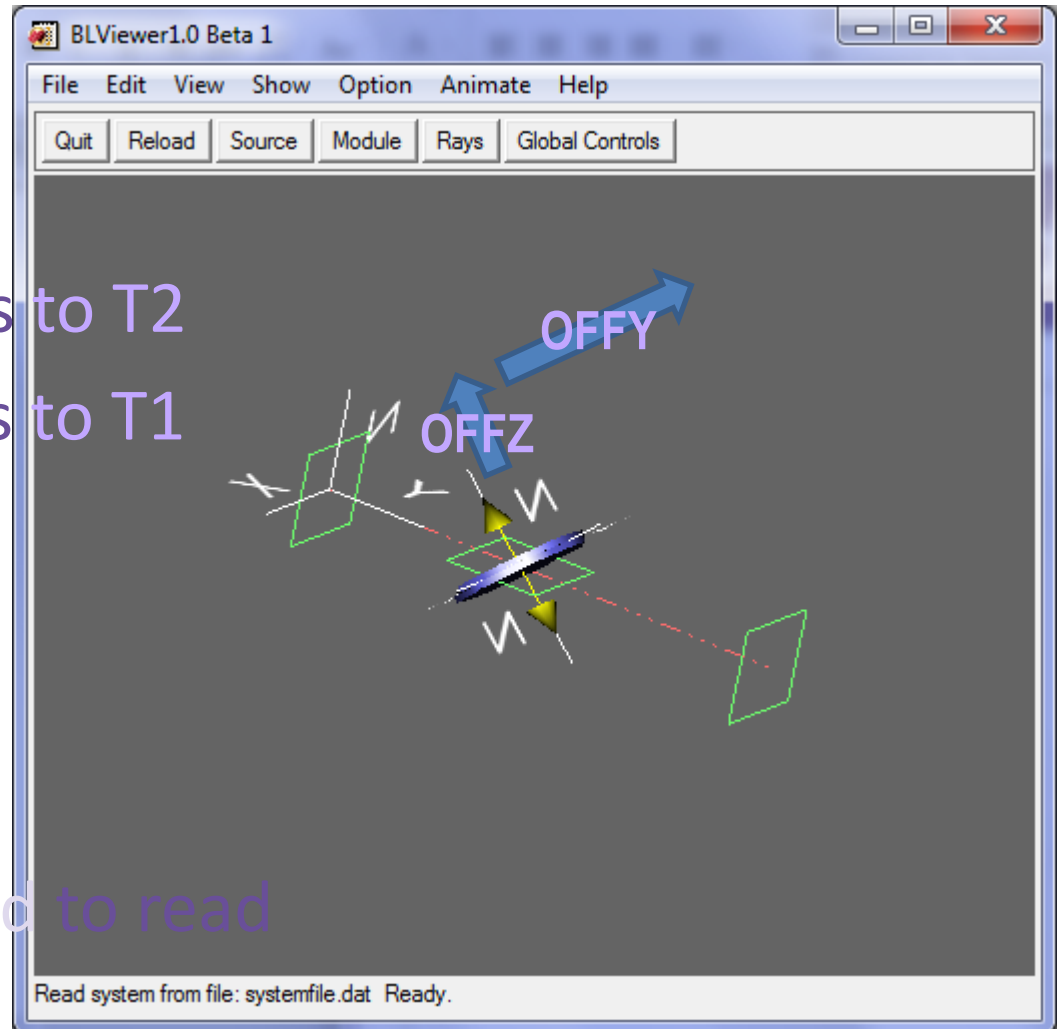 BLViewer1.0 Beta 1
File Edit View Show Option Animate Help
Quit Reload Source Module Rays Global Controls
s to T2
OFFY
s to T1
OFFZ
Z
X
Y
Z
Z
d to read
Read system from file: systemfile.dat Ready.